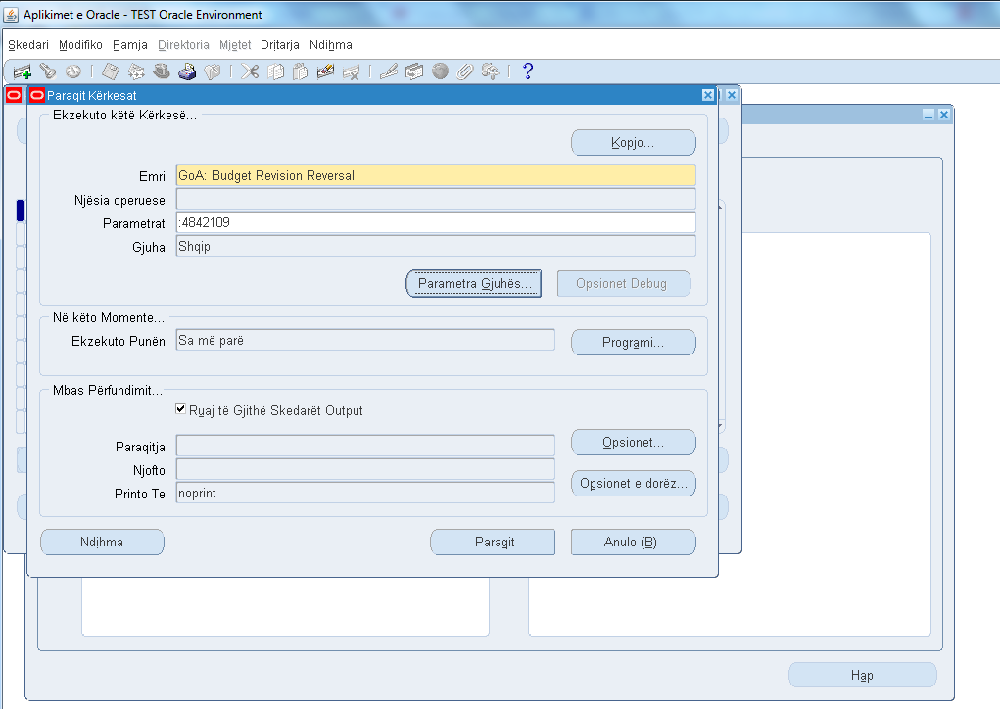 Aplikimet e Oracle - TEST Oracle Environment
Skedari Modifiko Pamja Direktoria Mjetet Dritarja Ndihma
Paraqit Kërkesat
Ekzekuto këtë Kërkesë...
Kopjo...
Emri GoA: Budget Revision Reversal
Njësia operuese
Parametrat :4842109
Gjuha Shqip
Parametra Gjuhës... Opsionet Debug
Në këto Momente...
Ekzekuto Punën Sa më parë Programi...
Mbas Përfundimit...
Ruaj të Gjithë Skedarët Output
Paraqitja Opsionet...
Njofto
Opsionet e dorëz...
Printo Te noprint
Ndihma Paraqit Anulo (B)
Hap